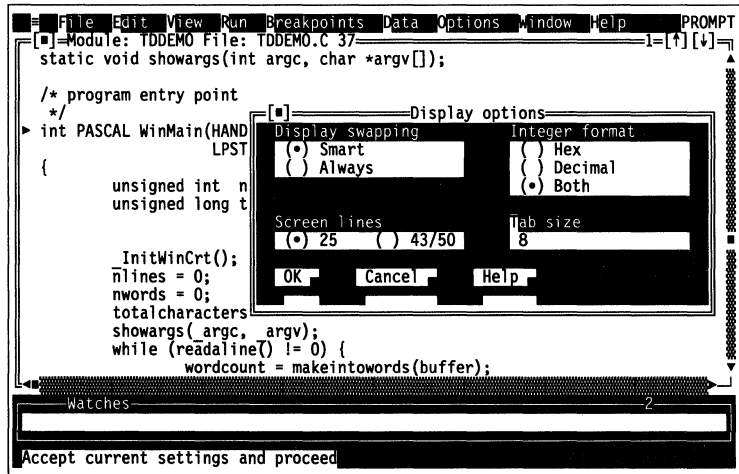 ≡ File Edit View Run Breakpoints Data Options Window Help PROMPT
[■]=Module: TDDEMO File: TDDEMO.C 37 1=[↑][↓]
static void showargs(int argc, char *argv[]);
/* program entry point
*/
► int PASCAL WinMain(HAND
LPST
{
unsigned int n
unsigned long t
_InitWinCrt();
nlines = 0;
nwords = 0;
totalcharacters
showargs(_argc, _argv);
while (readaline() != 0) {
wordcount = makeintowords(buffer);
[■] Display options
Display swapping
(•) Smart
( ) Always
Integer format
( ) Hex
( ) Decimal
(•) Both
Screen lines
(•) 25 ( ) 43/50
Tab size
8
OK Cancel Help
Watches 2
Accept current settings and proceed